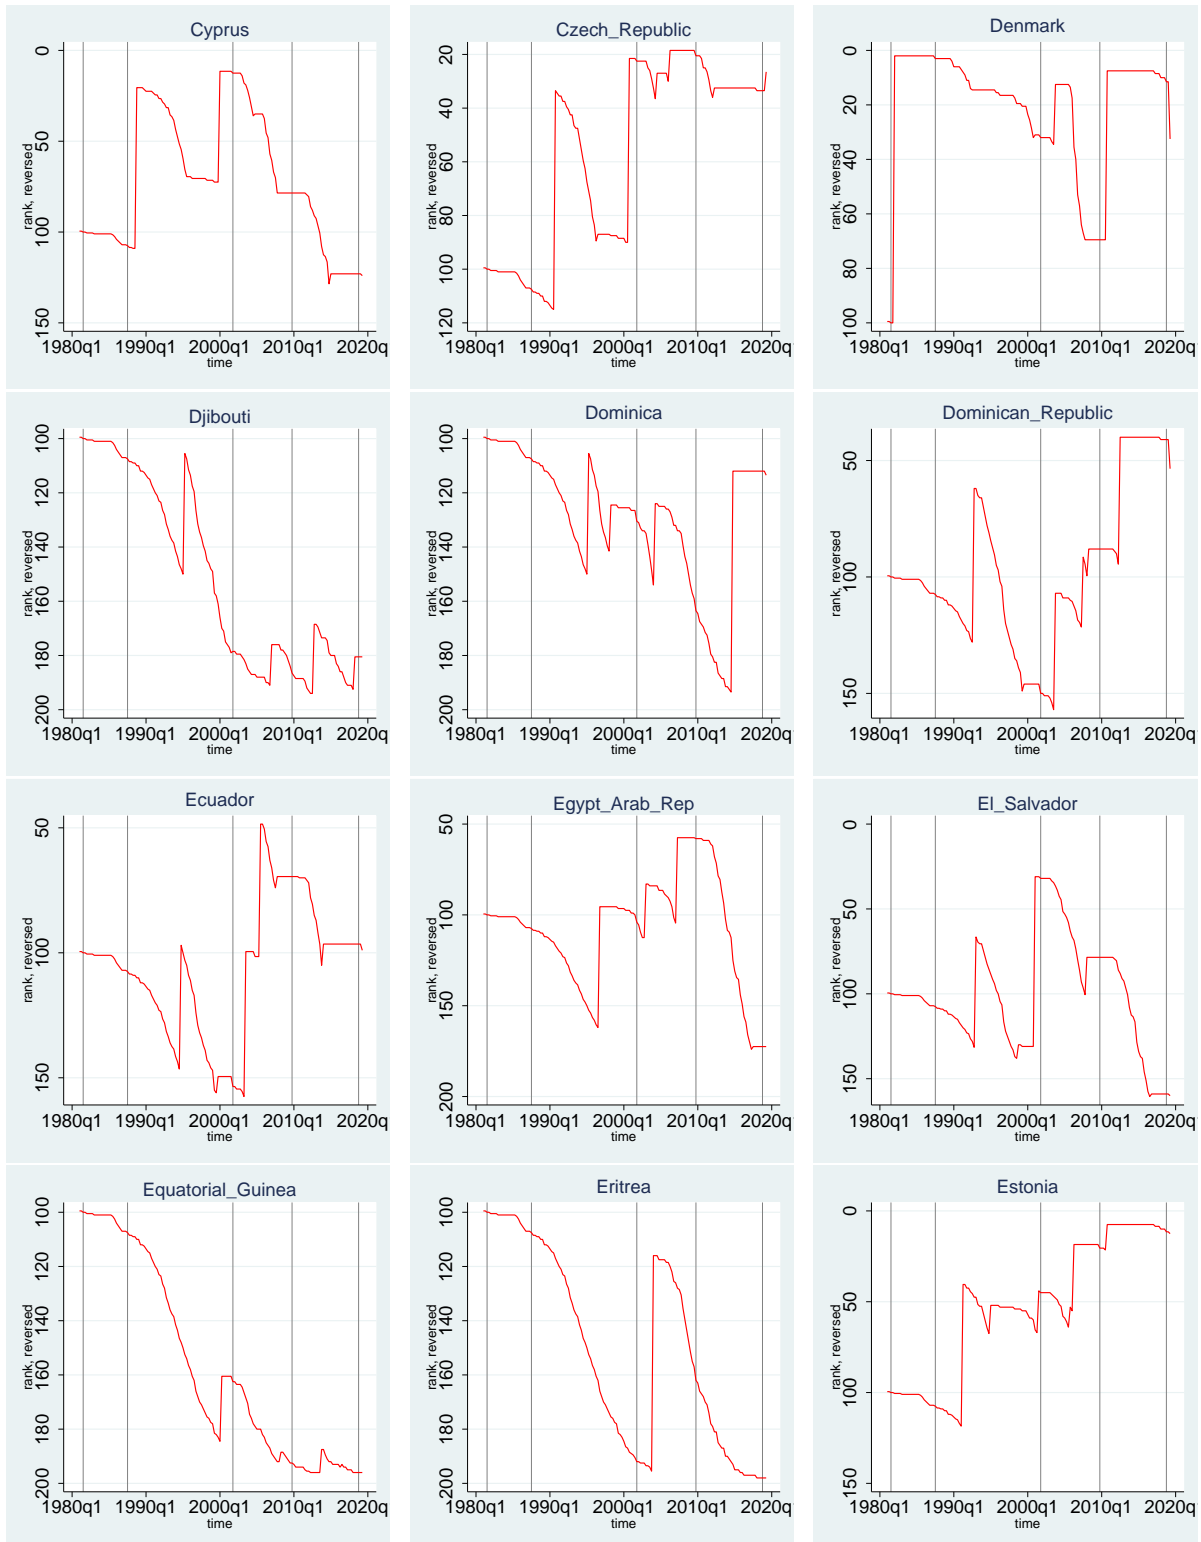 Cyprus
rank, reversed
0
50
100
150
1980q1 1990q1 2000q1 2010q1 2020q
time
Czech_Republic
rank, reversed
20
40
60
80
100
120
1980q1 1990q1 2000q1 2010q1 2020q
time
Denmark
rank, reversed
0
20
40
60
80
100
1980q1 1990q1 2000q1 2010q1 2020q
time
Djibouti
rank, reversed
100
120
140
160
180
200
1980q1 1990q1 2000q1 2010q1 2020q
time
Dominica
rank, reversed
100
120
140
160
180
200
1980q1 1990q1 2000q1 2010q1 2020q
time
Dominican_Republic
rank, reversed
50
100
150
1980q1 1990q1 2000q1 2010q1 2020q
time
Ecuador
rank, reversed
50
100
150
1980q1 1990q1 2000q1 2010q1 2020q
time
Egypt_Arab_Rep
rank, reversed
50
100
150
200
1980q1 1990q1 2000q1 2010q1 2020q
time
El_Salvador
rank, reversed
0
50
100
150
1980q1 1990q1 2000q1 2010q1 2020q
time
Equatorial_Guinea
rank, reversed
100
120
140
160
180
200
1980q1 1990q1 2000q1 2010q1 2020q
time
Eritrea
rank, reversed
100
120
140
160
180
200
1980q1 1990q1 2000q1 2010q1 2020q
time
Estonia
rank, reversed
0
50
100
150
1980q1 1990q1 2000q1 2010q1 2020q
time